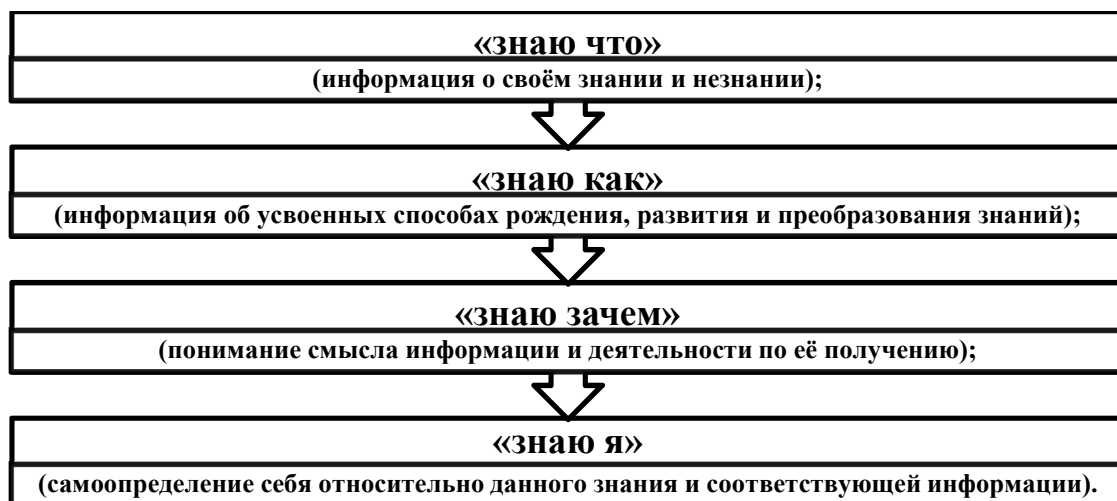 «знаю что»
(информация о своём знании и незнании);
«знаю как»
(информация об усвоенных способах рождения, развития и преобразования знаний);
«знаю зачем»
(понимание смысла информации и деятельности по её получению);
«знаю я»
(самоопределение себя относительно данного знания и соответствующей информации).